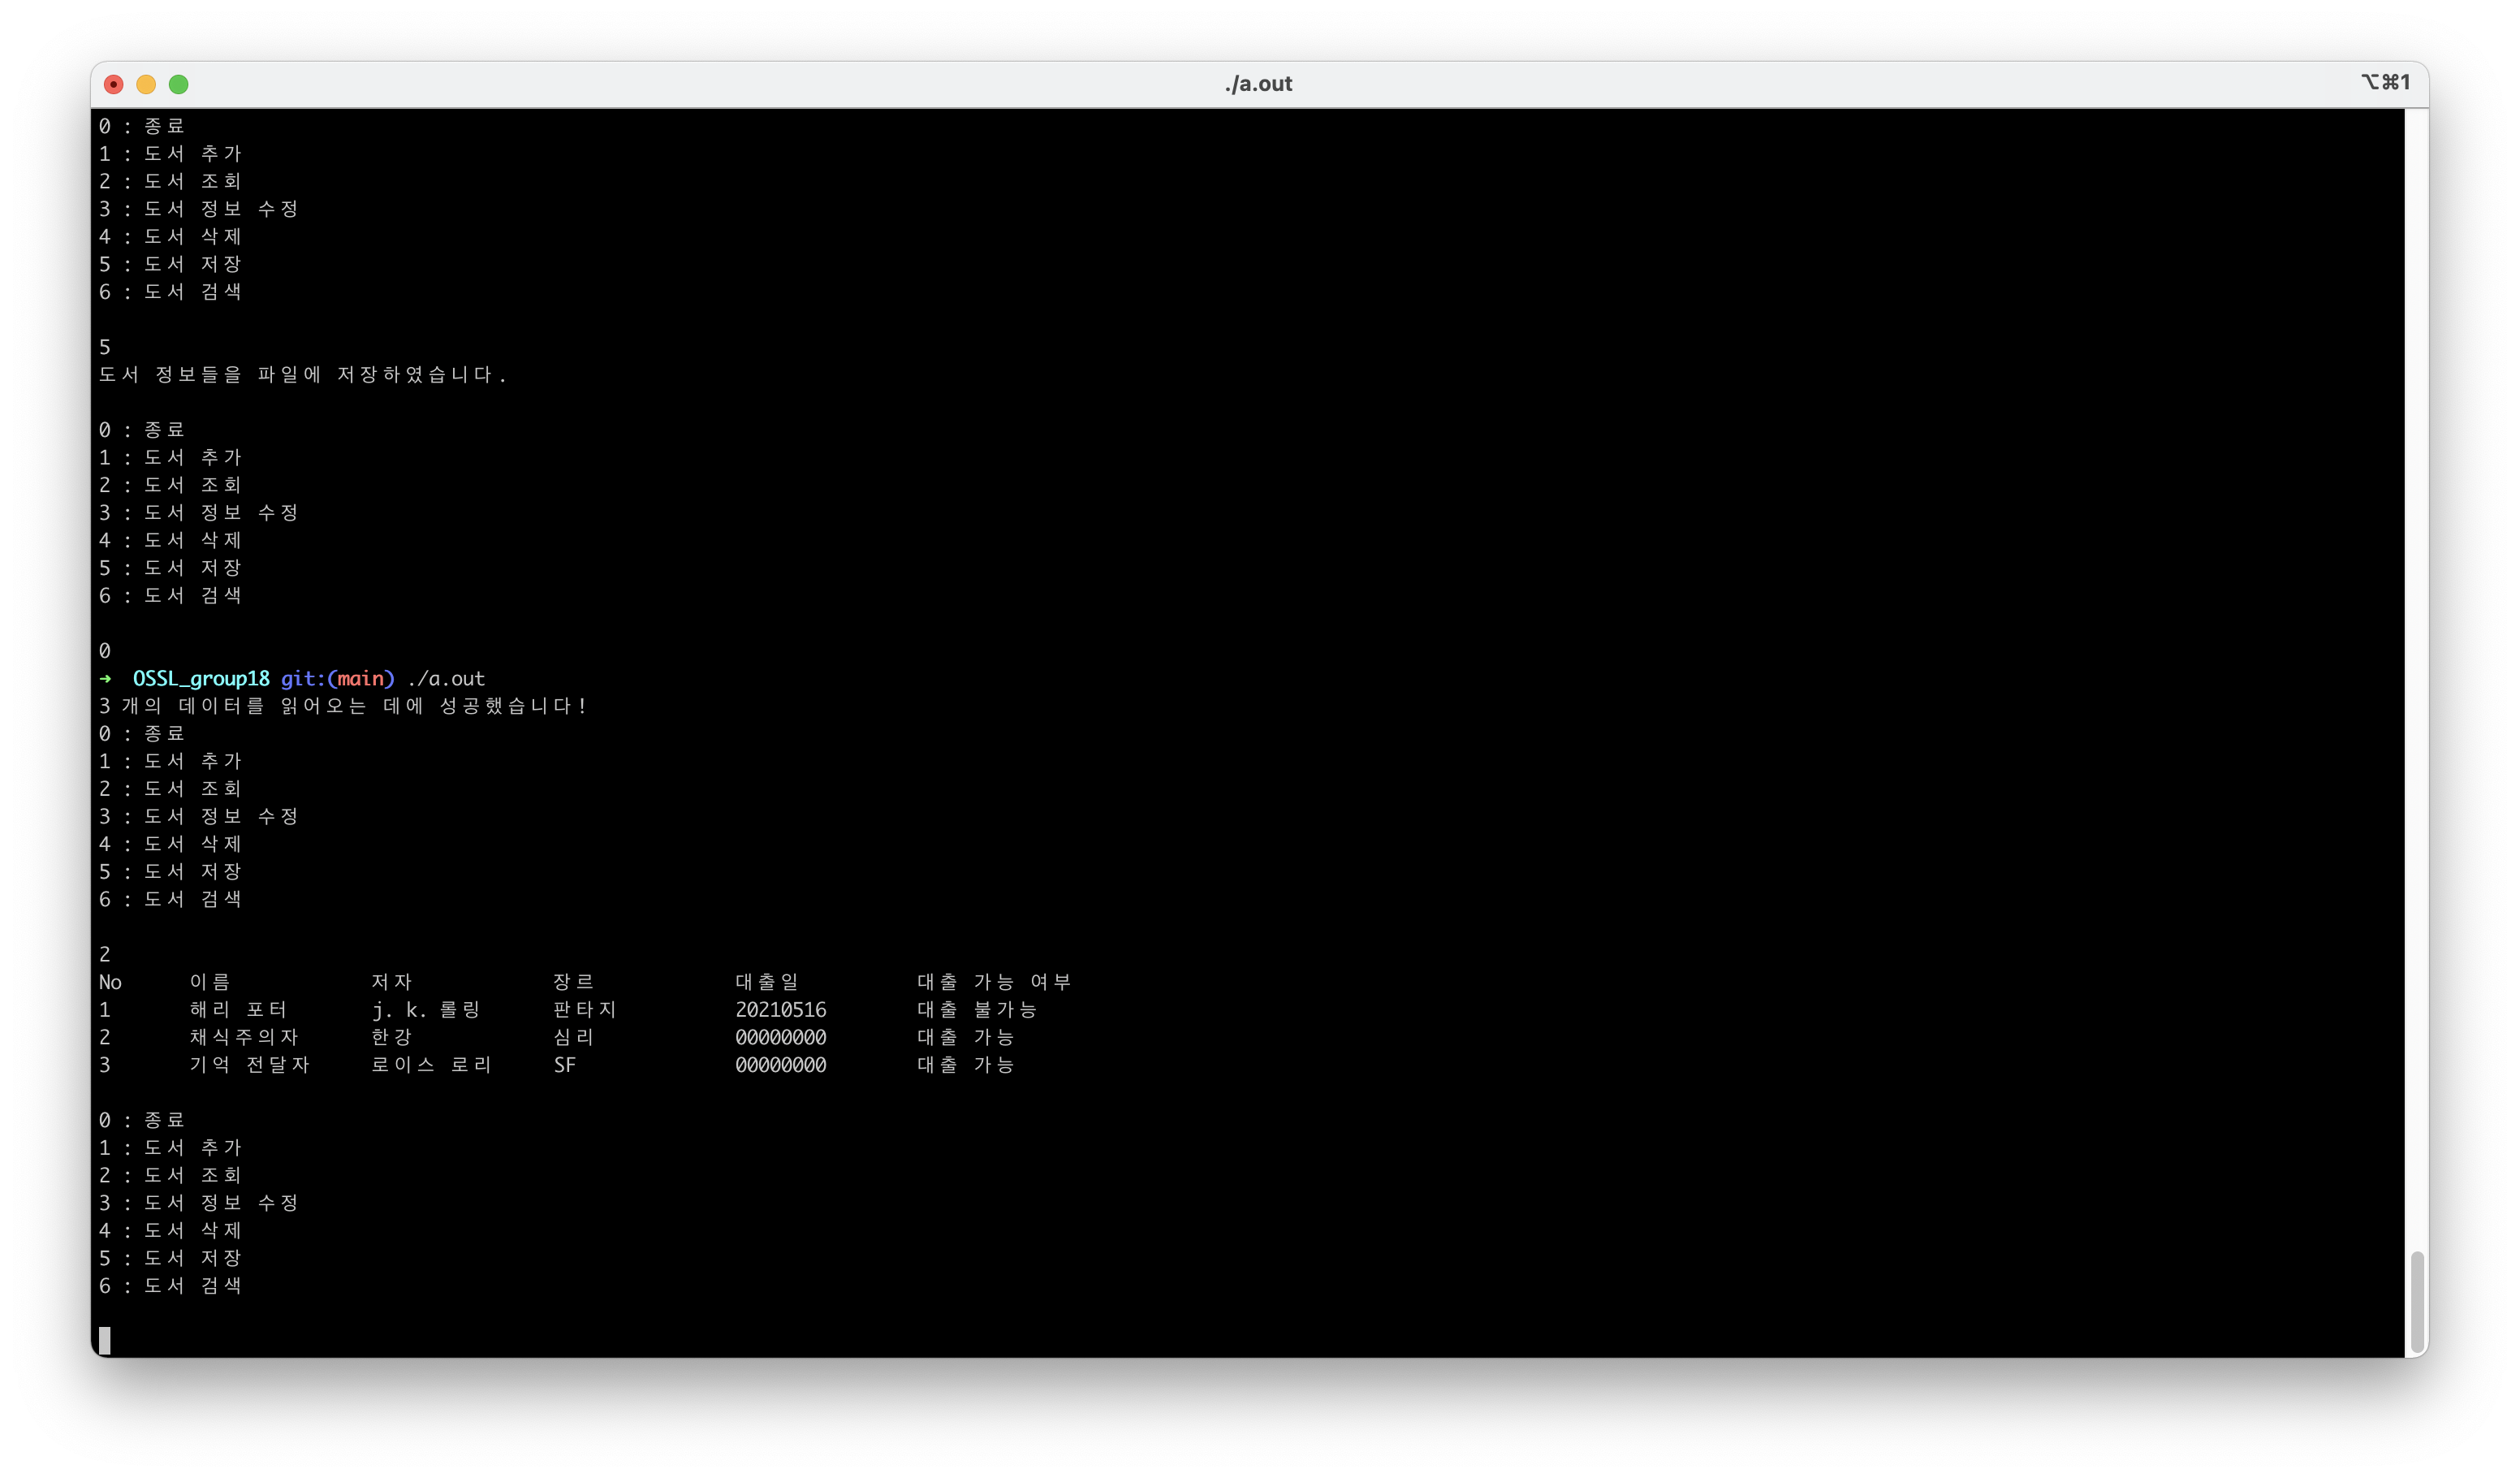 ./a.out
⌥⌘1
0 : 종료
1 : 도서 추가
2 : 도서 조회
3 : 도서 정보 수정
4 : 도서 삭제
5 : 도서 저장
6 : 도서 검색
5
도서 정보들을 파일에 저장하였습니다.
0 : 종료
1 : 도서 추가
2 : 도서 조회
3 : 도서 정보 수정
4 : 도서 삭제
5 : 도서 저장
6 : 도서 검색
0
→ OSSL_group18 git:(main) ./a.out
3 개의 데이터를 읽어오는 데에 성공했습니다!
0 : 종료
1 : 도서 추가
2 : 도서 조회
3 : 도서 정보 수정
4 : 도서 삭제
5 : 도서 저장
6 : 도서 검색
2
No 이름 저자 장르 대출일 대출 가능 여부
1 해리 포터 j. k. 롤링 판타지 20210516 대출 불가능
2 채식주의자 한강 심리 00000000 대출 가능
3 기억 전달자 로이스 로리 SF 00000000 대출 가능
0 : 종료
1 : 도서 추가
2 : 도서 조회
3 : 도서 정보 수정
4 : 도서 삭제
5 : 도서 저장
6 : 도서 검색